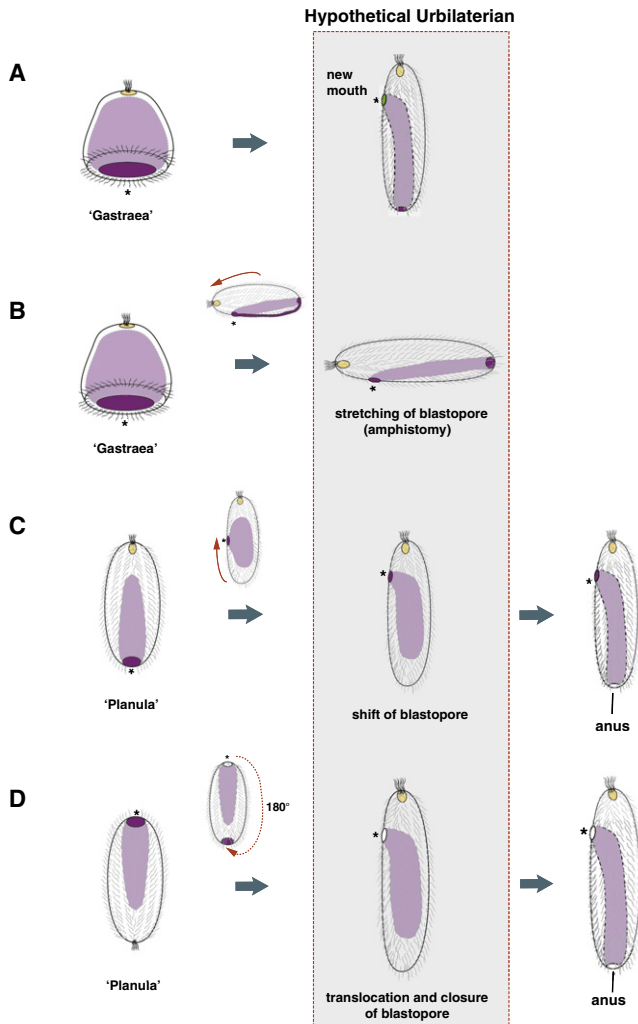 Hypothetical Urbilaterian
A
new
mouth
*
*
‘Gastraea’
B
*
*
*
stretching of blastopore
(amphistomy)
‘Gastraea’
C
*
*
*
*
‘Planula’
shift of blastopore
anus
D
*
180°
*
*
*
‘Planula’
translocation and closure
of blastopore
anus